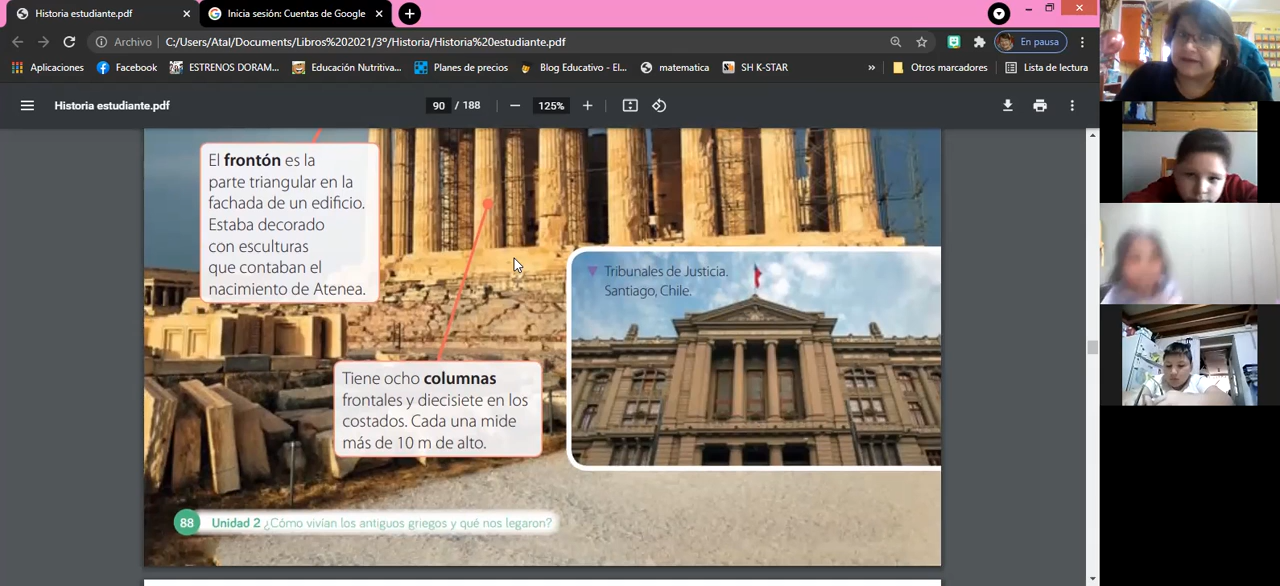 Historia estudiante.pdf
Inicia sesión: Cuentas de Google
Archivo
C:/Users/Atal/Documents/Libros%202021/3º/Historia/Historia%20estudiante.pdf
En pausa
Aplicaciones
Facebook
ESTRENOS DORAM...
Educación Nutritiva...
Planes de precios
Blog Educativo - El...
matematica
SH K-STAR
»
Otros marcadores
Lista de lectura
Historia estudiante.pdf
90 / 188
125%
El frontón es la
parte triangular en la
fachada de un edificio.
Estaba decorado
con esculturas
que contaban el
nacimiento de Atenea.
Tribunales de Justicia.
Santiago, Chile.
Tiene ocho columnas
frontales y diecisiete en los
costados. Cada una mide
más de 10 m de alto.
88 Unidad 2 ¿Cómo vivían los antiguos griegos y qué nos legaron?